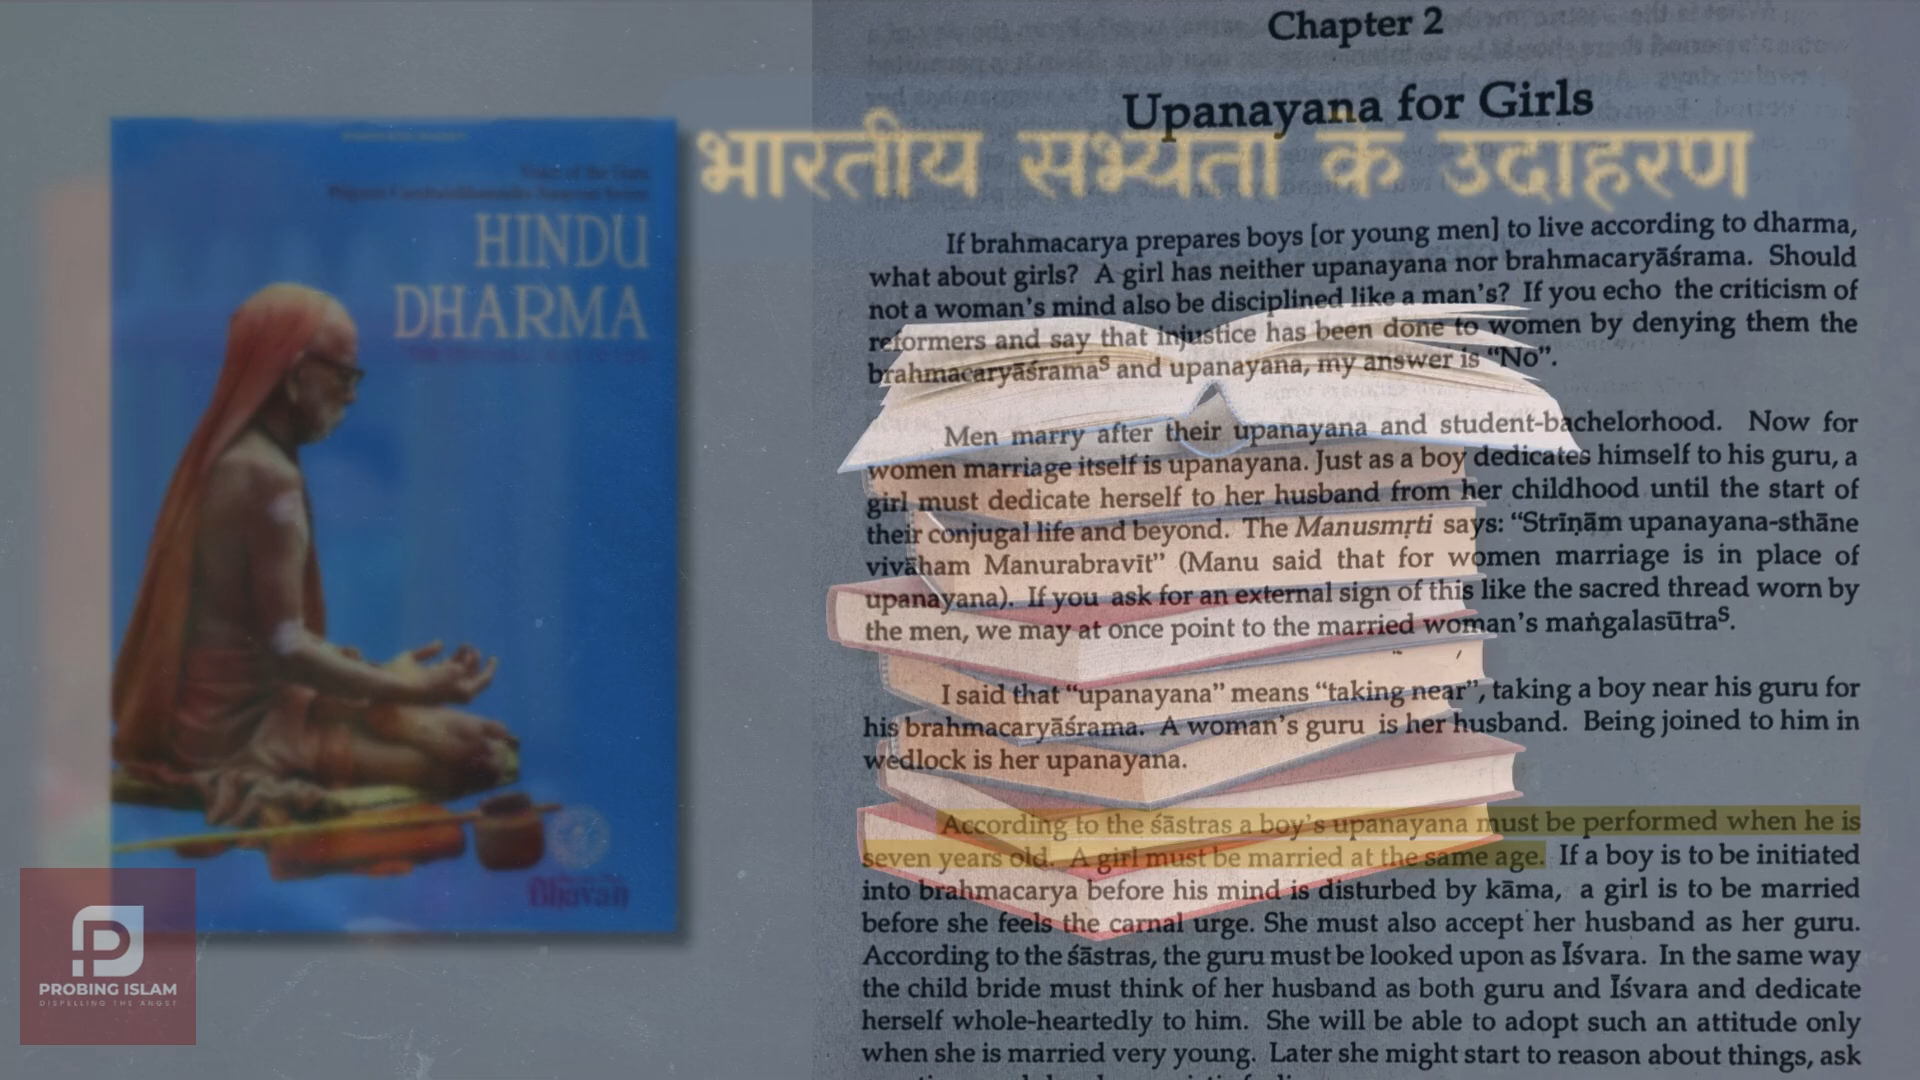 HINDU
DHARMA
Bhavan
PROBING ISLAM
DISPELLING THE ANGST
भारतीय सभ्यता के उदाहरण
Chapter 2
Upanayana for Girls
If brahmacarya prepares boys [or young men] to live according to dharma,
what about girls? A girl has neither upanayana nor brahmacaryāśrama. Should
not a woman's mind also be disciplined like a man's? If you echo the criticism of
reformers and say that injustice has been done to women by denying them the
brahmacaryāśramaˢ and upanayana, my answer is "No".
Men marry after their upanayana and student-bachelorhood. Now for
women marriage itself is upanayana. Just as a boy dedicates himself to his guru, a
girl must dedicate herself to her husband from her childhood until the start of
their conjugal life and beyond. The Manusmṛti says: "Strīṇām upanayana-sthāne
vivāham Manurabravīt" (Manu said that for women marriage is in place of
upanayana). If you ask for an external sign of this like the sacred thread worn by
the men, we may at once point to the married woman's maṅgalasūtraˢ.
I said that "upanayana" means "taking near", taking a boy near his guru for
his brahmacaryāśrama. A woman's guru is her husband. Being joined to him in
wedlock is her upanayana.
According to the śāstras a boy's upanayana must be performed when he is
seven years old. A girl must be married at the same age. If a boy is to be initiated
into brahmacarya before his mind is disturbed by kāma, a girl is to be married
before she feels the carnal urge. She must also accept her husband as her guru.
According to the śāstras, the guru must be looked upon as Īśvara. In the same way
the child bride must think of her husband as both guru and Īśvara and dedicate
herself whole-heartedly to him. She will be able to adopt such an attitude only
when she is married very young. Later she might start to reason about things, ask